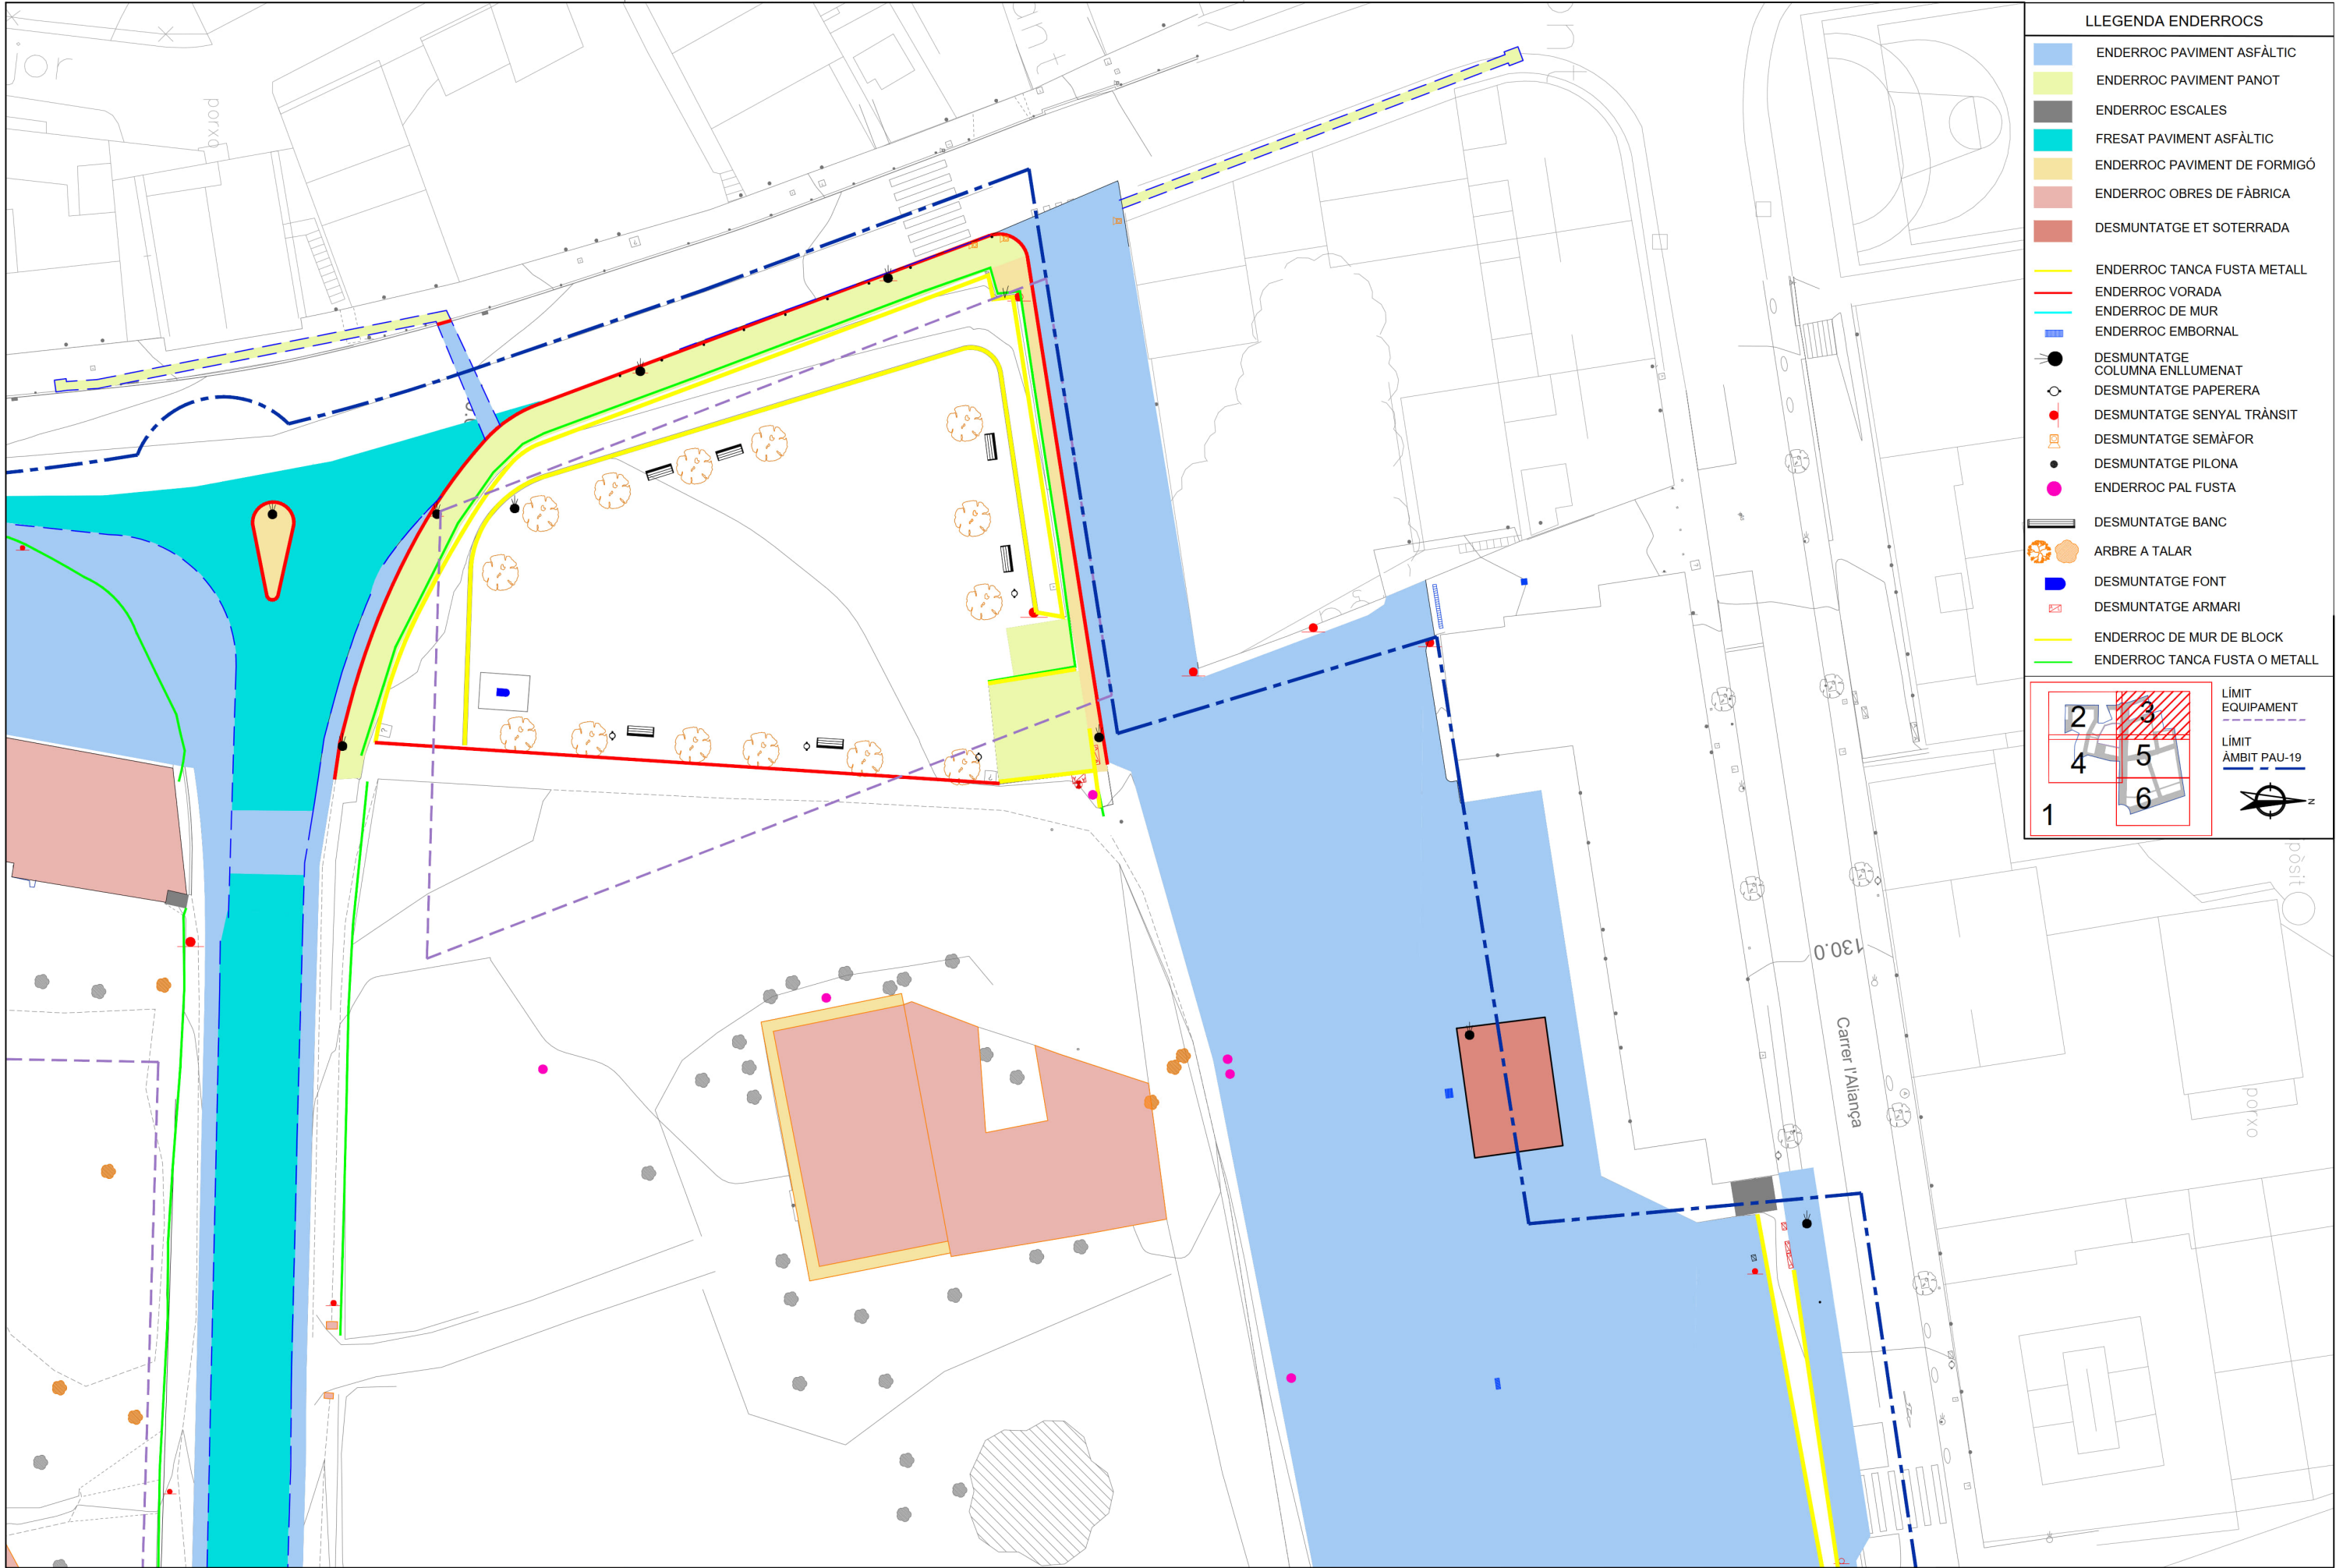 LLEGENDA ENDERROCS
ENDERROC PAVIMENT ASFÀLTIC
ENDERROC PAVIMENT PANOT
ENDERROC ESCALES
FRESAT PAVIMENT ASFÀLTIC
ENDERROC PAVIMENT DE FORMIGÓ
ENDERROC OBRES DE FÀBRICA
DESMUNTATGE ET SOTERRADA
ENDERROC TANCA FUSTA METALL
ENDERROC VORADA
ENDERROC DE MUR
ENDERROC EMBORNAL
DESMUNTATGE
COLUMNA ENLLUMENAT
DESMUNTATGE PAPERERA
DESMUNTATGE SENYAL TRÀNSIT
DESMUNTATGE SEMÀFOR
DESMUNTATGE PILONA
ENDERROC PAL FUSTA
DESMUNTATGE BANC
ARBRE A TALAR
DESMUNTATGE FONT
DESMUNTATGE ARMARI
ENDERROC DE MUR DE BLOCK
ENDERROC TANCA FUSTA O METALL
LÍMIT
EQUIPAMENT
LÍMIT
ÀMBIT PAU-19
N
2
3
4
5
6
1
porxo
130.0
Carrer l'Aliança
porxo
pòsit